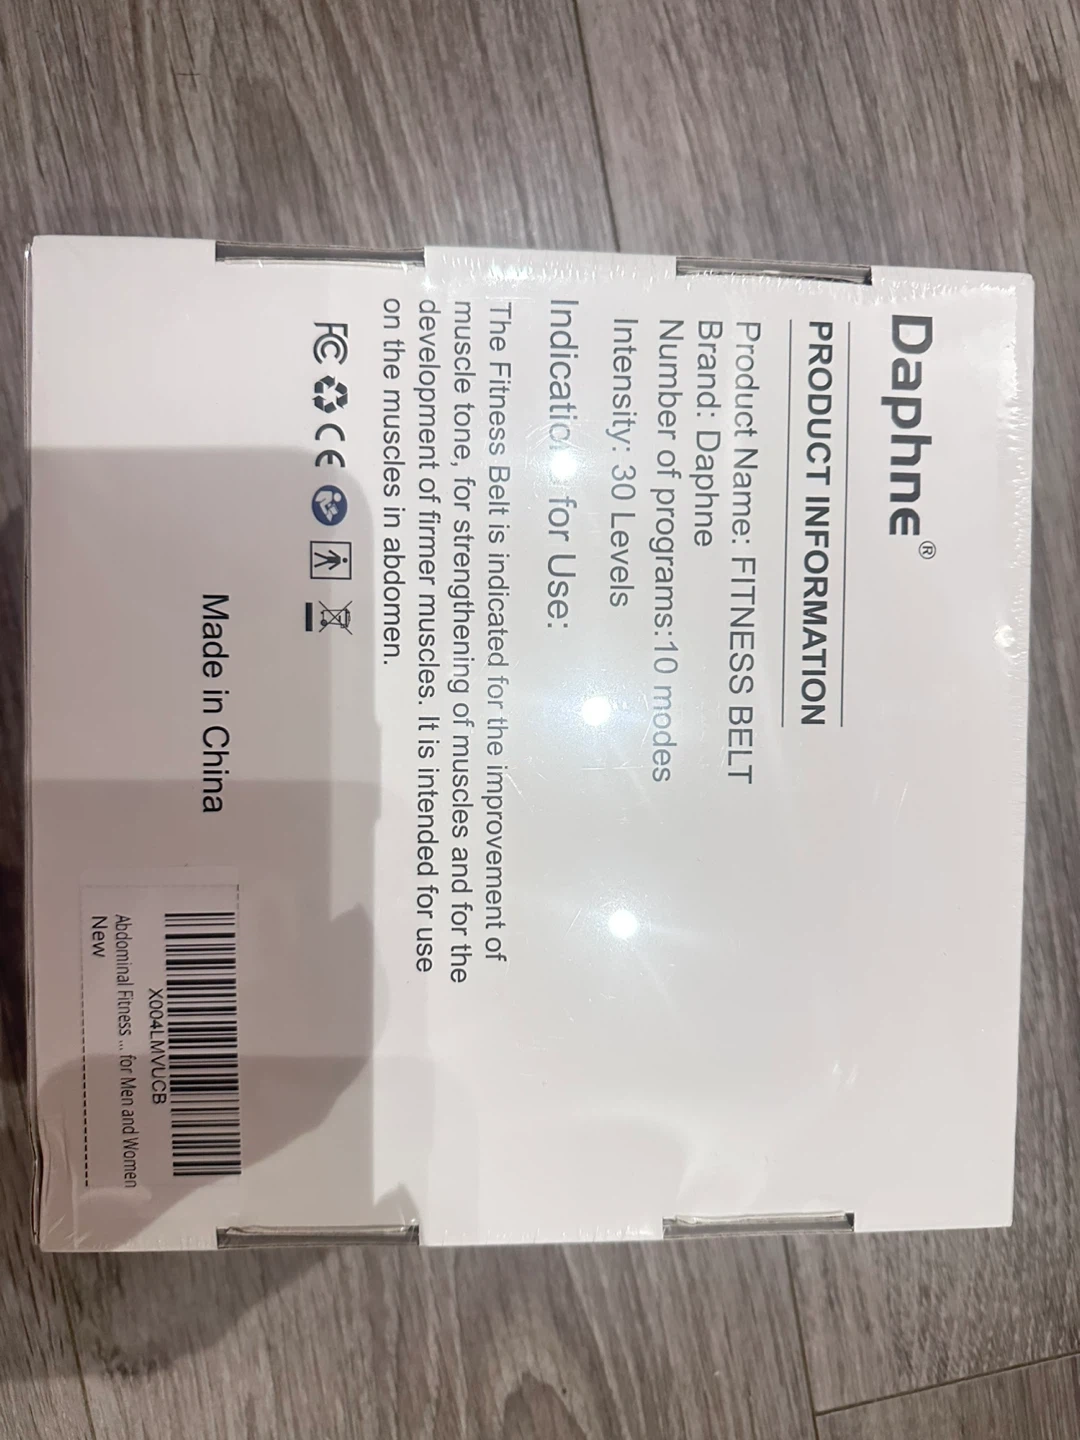 Daphne®
PRODUCT INFORMATION
Product Name: FITNESS BELT
Brand: Daphne
Number of programs:10 modes
Intensity: 30 Levels
Indication for Use:
The Fitness Belt is indicated for the improvement of
muscle tone, for strengthening of muscles and for the
development of firmer muscles. It is intended for use
on the muscles in abdomen.
FC CE
Made in China
X004LMVUCB
Abdominal Fitness ... for Men and Women
New